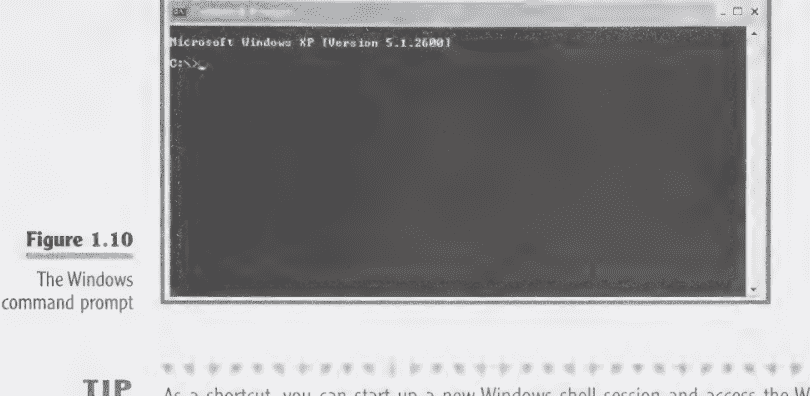 Microsoft Windows XP [Version 5.1.2600]
C:\>_
Figure 1.10
The Windows
command prompt
TIP
As a shortcut, you can start up a new Windows shell session and access the W